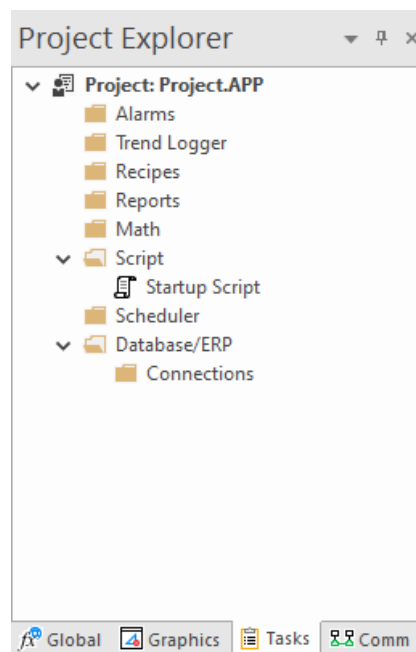 Project Explorer
Project: Project.APP
Alarms
Trend Logger
Recipes
Reports
Math
Script
Startup Script
Scheduler
Database/ERP
Connections
fx Global Graphics Tasks Comm